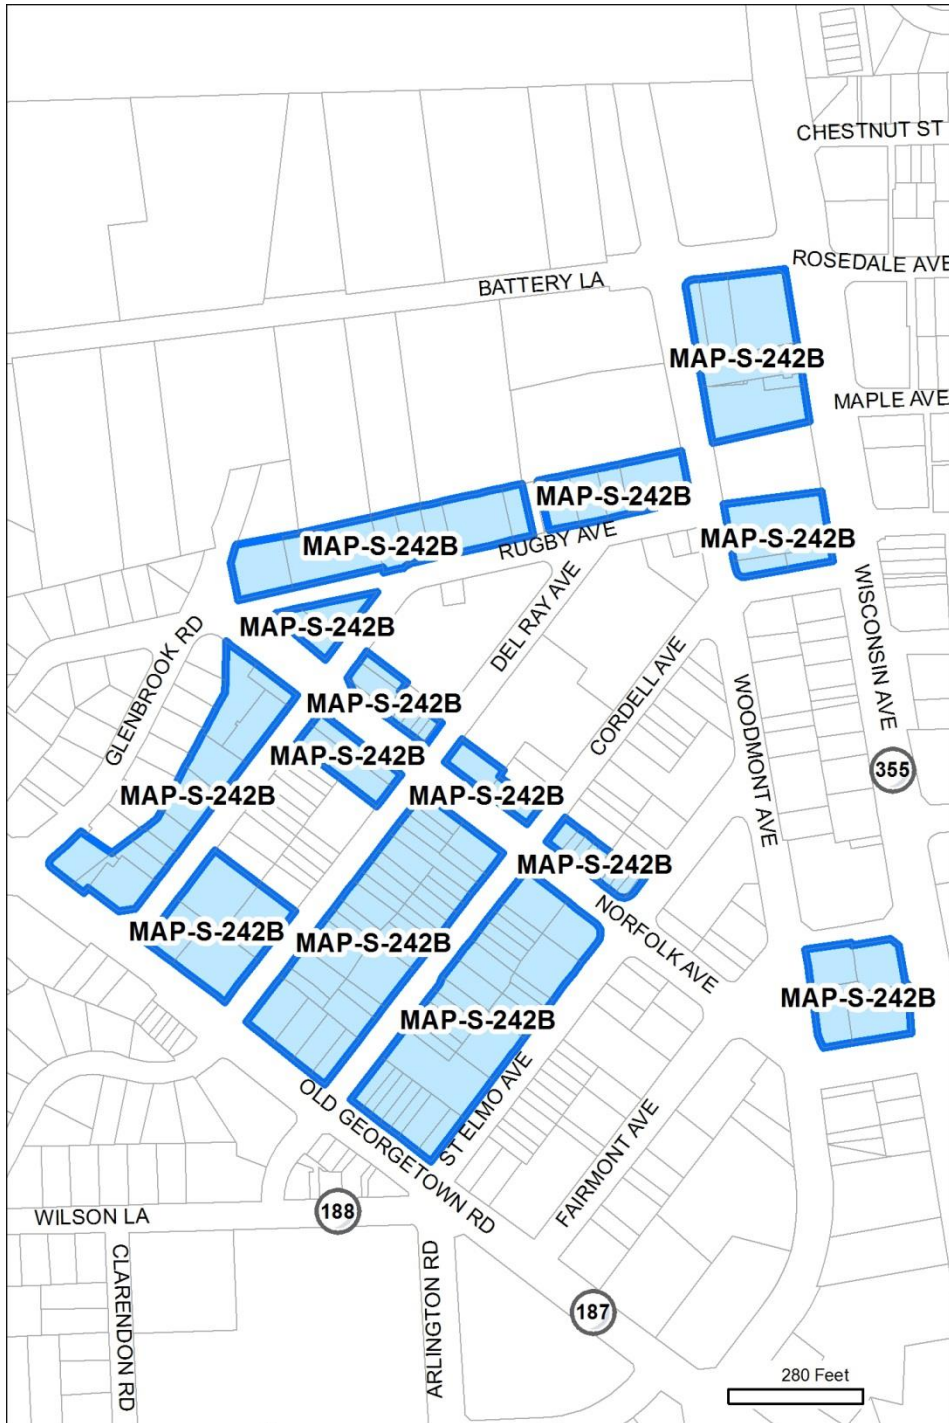 CHESTNUT ST
ROSEDALE AVE
BATTERY LA
MAP-S-242B
MAPLE AVE
MAP-S-242B
MAP-S-242B
MAP-S-242B
RUGBY AVE
DEL RAY AVE
WISCONSIN AVE
MAP-S-242B
GLENBROOK RD
CORDELL AVE
MAP-S-242B
WOODMONT AVE
MAP-S-242B
355
MAP-S-242B
MAP-S-242B
MAP-S-242B
NORFOLK AVE
MAP-S-242B
MAP-S-242B
MAP-S-242B
MAP-S-242B
ST ELMO AVE
OLD GEORGETOWN RD
FAIRMONT AVE
WILSON LA
188
CLARENDON RD
ARLINGTON RD
187
280 Feet